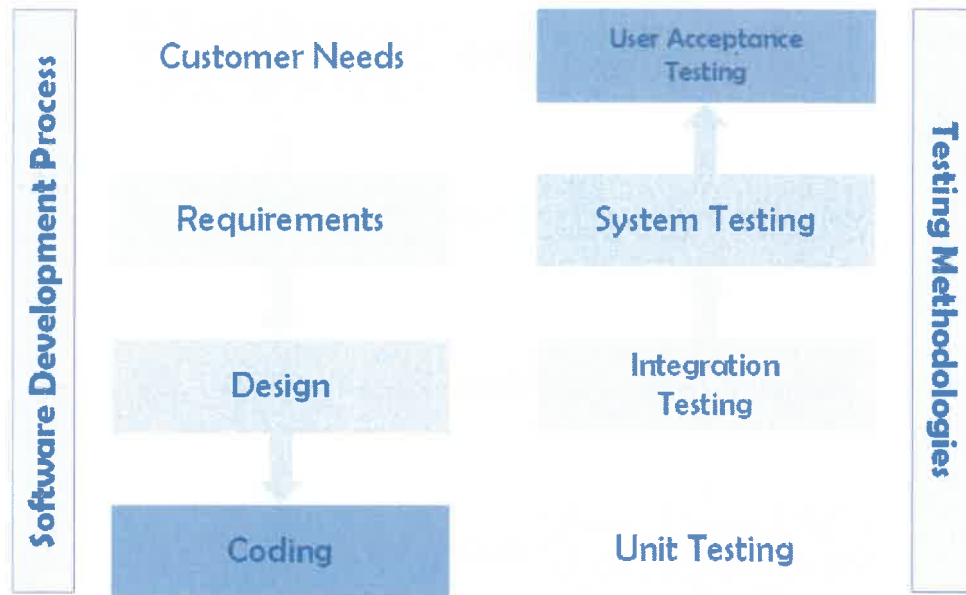 Software Development Process
Customer Needs
Requirements
Design
Coding
User Acceptance
Testing
System Testing
Integration
Testing
Unit Testing
Testing Methodologies